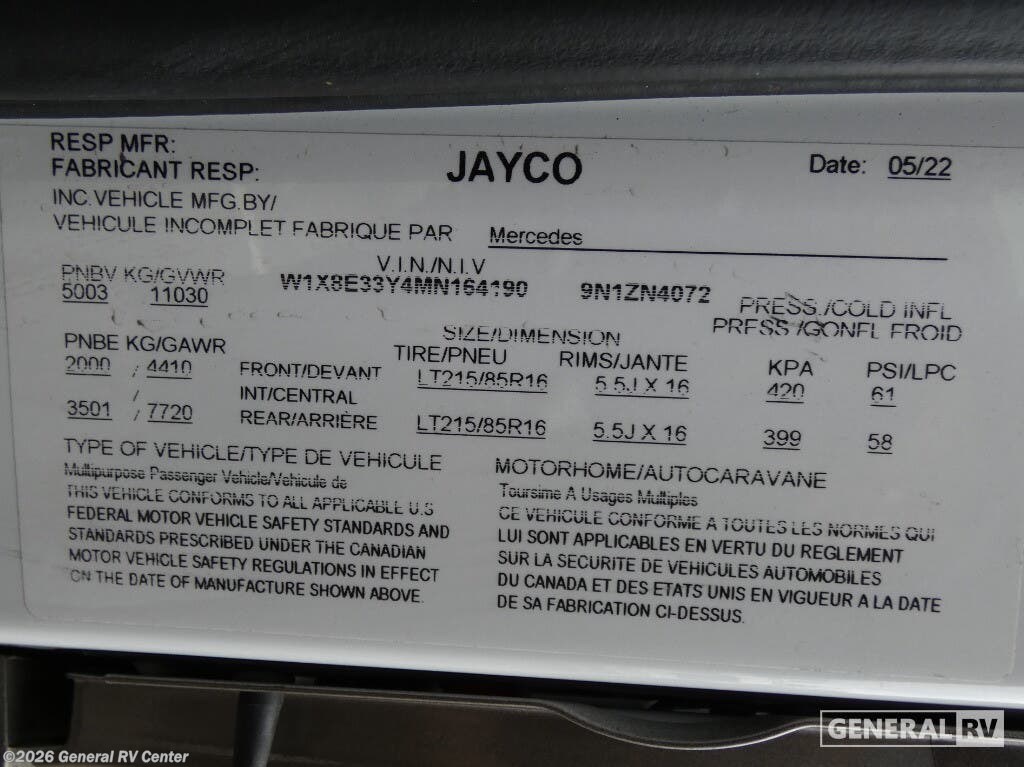 RESP MFR:
FABRICANT RESP:
JAYCO
Date: 05/22
INC.VEHICLE MFG.BY/
VEHICULE INCOMPLET FABRIQUE PAR Mercedes
PNBV KG/GVWR
5003 11030
V.I.N./N.I.V
W1X8E33Y4MN164190 9N1ZN4072
PRESS./COLD INFL
PRESS /GONFL FROID
SIZE/DIMENSION
PNBE KG/GAWR TIRE/PNEU RIMS/JANTE KPA PSI/LPC
2000 / 4410 FRONT/DEVANT LT215/85R16 5.5J X 16 420 61
/ INT/CENTRAL
3501 / 7720 REAR/ARRIÈRE LT215/85R16 5.5J X 16 399 58
TYPE OF VEHICLE/TYPE DE VEHICULE
MOTORHOME/AUTOCARAVANE
Multipurpose Passenger Vehicle/Vehicule de
Toursime A Usages Multiples
THIS VEHICLE CONFORMS TO ALL APPLICABLE U.S
FEDERAL MOTOR VEHICLE SAFETY STANDARDS AND
STANDARDS PRESCRIBED UNDER THE CANADIAN
MOTOR VEHICLE SAFETY REGULATIONS IN EFFECT
ON THE DATE OF MANUFACTURE SHOWN ABOVE.
CE VEHICULE CONFORME A TOUTES LES NORMES QUI
LUI SONT APPLICABLES EN VERTU DU REGLEMENT
SUR LA SECURITE DE VEHICULES AUTOMOBILES
DU CANADA ET DES ETATS UNIS EN VIGUEUR A LA DATE
DE SA FABRICATION CI-DESSUS.
GENERAL RV
©2026 General RV Center